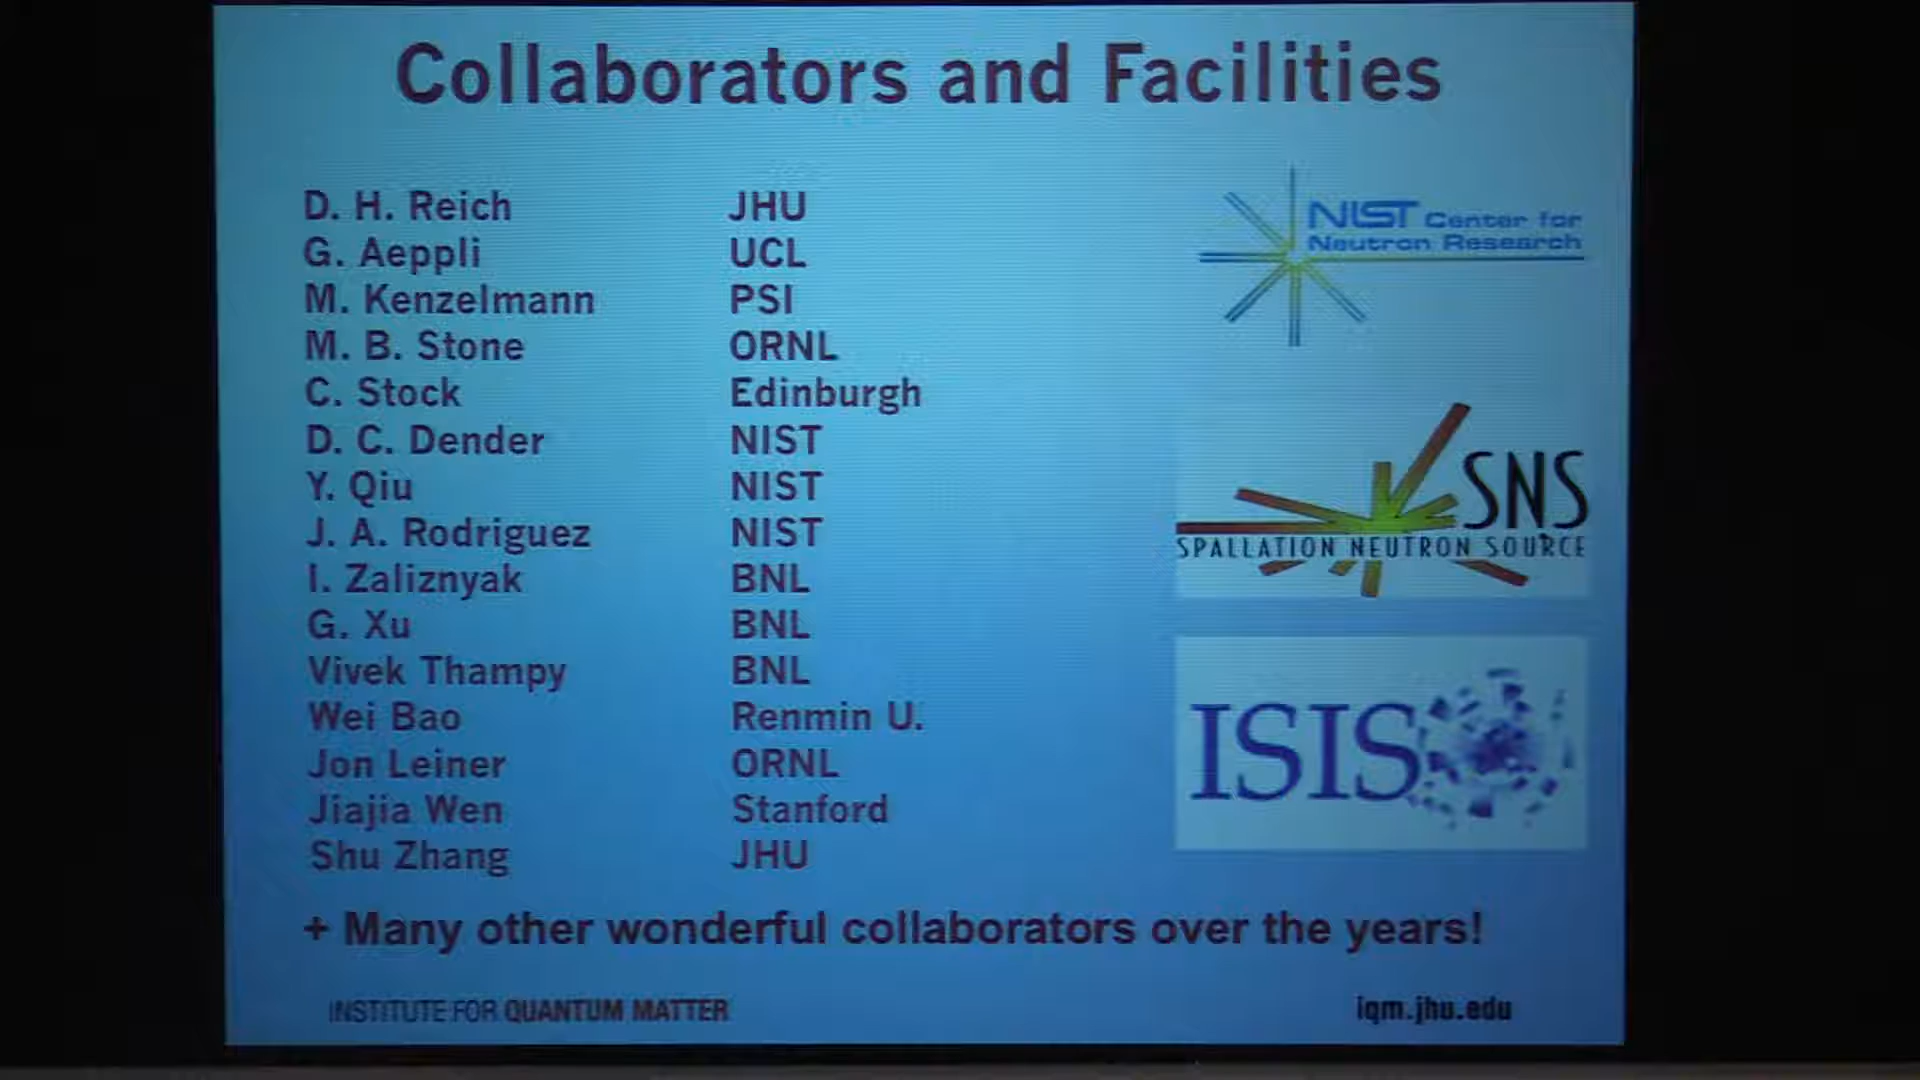 Collaborators and Facilities
D. H. Reich JHU
G. Aeppli UCL
M. Kenzelmann PSI
M. B. Stone ORNL
C. Stock Edinburgh
D. C. Dender NIST
Y. Qiu NIST
J. A. Rodriguez NIST
I. Zaliznyak BNL
G. Xu BNL
Vivek Thampy BNL
Wei Bao Renmin U.
Jon Leiner ORNL
Jiajia Wen Stanford
Shu Zhang JHU
NIST Center for
Neutron Research
SNS
SPALLATION NEUTRON SOURCE
ISIS
+ Many other wonderful collaborators over the years!
INSTITUTE FOR QUANTUM MATTER
iqm.jhu.edu